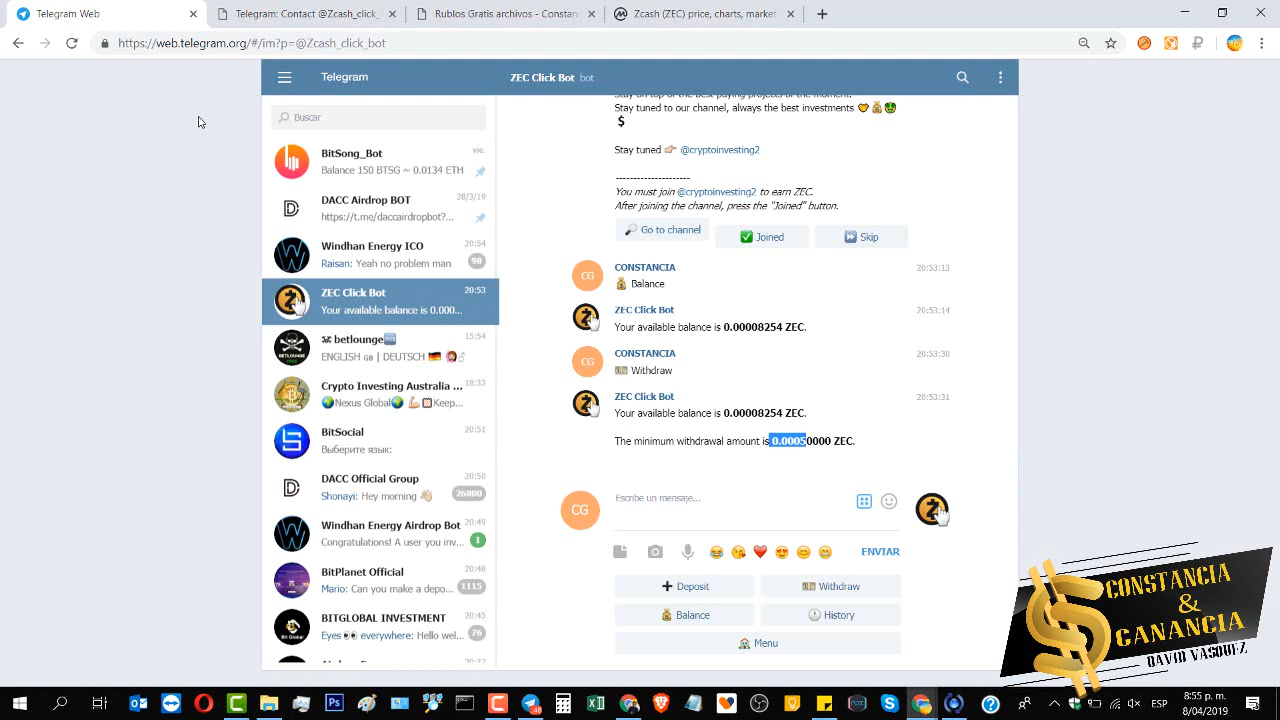 Telegram Web
Telegram: Contact @Zcash_click_
Rublos Gratis archivos - Constan
Zcash (ZEC) price, charts, market
https://web.telegram.org/#/im?p=@Zcash_click_bot
Telegram
ZEC Click Bot bot
Buscar
BitSong_Bot
vie.
Balance 150 BTSG ~ 0.0134 ETH
DACC Airdrop BOT
28/3/19
https://t.me/daccairdropbot?...
Windhan Energy ICO
20:54
Raisan: Yeah no problem man
98
ZEC Click Bot
20:53
Your available balance is 0.000...
betlounge
15:54
ENGLISH GB | DEUTSCH
Crypto Investing Australia ...
18:33
Nexus Global Keep...
BitSocial
20:51
Выберите язык:
DACC Official Group
20:50
Shonayi: Hey morning
26800
Windhan Energy Airdrop Bot
20:49
Congratulations! A user you inv...
1
BitPlanet Official
20:48
Mario: Can you make a depo...
1115
BITGLOBAL INVESTMENT
20:45
Eyes everywhere: Hello wel...
76
Stay on top of the best paying projects of the moment.
Stay tuned to our channel, always the best investments
$
Stay tuned @cryptoinvesting2
--------------------
You must join @cryptoinvesting2 to earn ZEC.
After joining the channel, press the "Joined" button.
Go to channel
Joined
Skip
CONSTANCIA
20:53:13
CG
Balance
ZEC Click Bot
20:53:14
Your available balance is 0.00008254 ZEC.
CONSTANCIA
20:53:30
CG
Withdraw
ZEC Click Bot
20:53:31
Your available balance is 0.00008254 ZEC.
The minimum withdrawal amount is 0.00050000 ZEC.
CG
Escribe un mensaje...
ENVIAR
Deposit
Withdraw
Balance
History
Menu
CONSTANCIA
&
GANANCIA
DAVID VASQUEZ
48
ESP
8:55 p. m.
8/04/2019